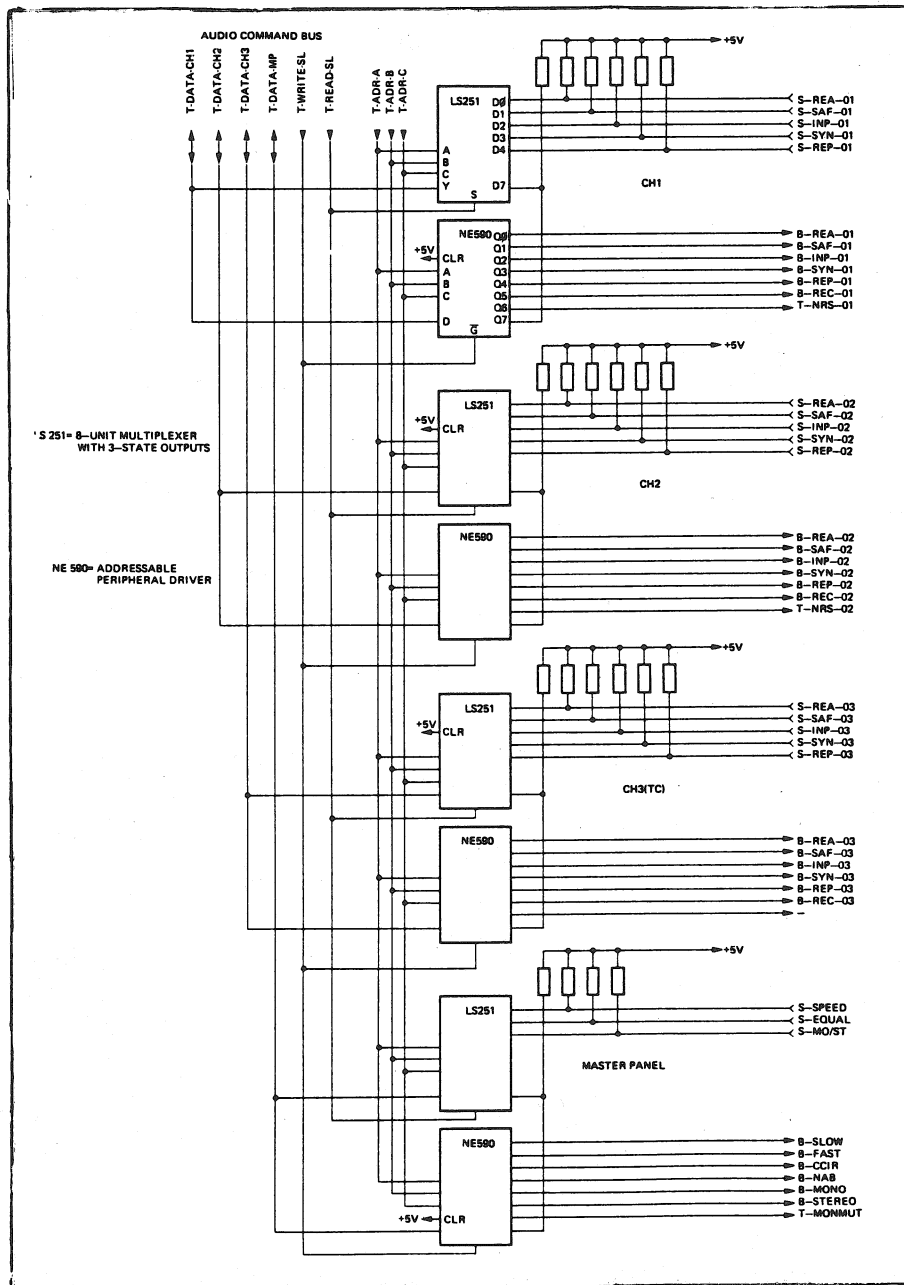 AUDIO COMMAND BUS
T-DATA-CH1
T-DATA-CH2
T-DATA-CH3
T-DATA-MP
T-WRITE-SL
T-READ-SL
T-ADR-A
T-ADR-B
T-ADR-C
+5V
LS251
A
B
C
Y
S
D0
D1
D2
D3
D4
D7
S-REA-01
S-SAF-01
S-INP-01
S-SYN-01
S-REP-01
CH1
NE590
+5V
CLR
A
B
C
D
G
Q0
Q1
Q2
Q3
Q4
Q5
Q6
Q7
B-REA-01
B-SAF-01
B-INP-01
B-SYN-01
B-REP-01
B-REC-01
T-NRS-01
+5V
LS251
+5V
CLR
S-REA-02
S-SAF-02
S-INP-02
S-SYN-02
S-REP-02
CH2
' S 251= 8-UNIT MULTIPLEXER
WITH 3-STATE OUTPUTS
NE590
B-REA-02
B-SAF-02
B-INP-02
B-SYN-02
B-REP-02
B-REC-02
T-NRS-02
NE 590= ADDRESSABLE
PERIPHERAL DRIVER
+5V
LS251
+5V
CLR
S-REA-03
S-SAF-03
S-INP-03
S-SYN-03
S-REP-03
CH3(TC)
NE590
B-REA-03
B-SAF-03
B-INP-03
B-SYN-03
B-REP-03
B-REC-03
-
+5V
LS251
S-SPEED
S-EQUAL
S-MO/ST
MASTER PANEL
NE590
+5V
CLR
B-SLOW
B-FAST
B-CCIR
B-NAB
B-MONO
B-STEREO
T-MONMUT